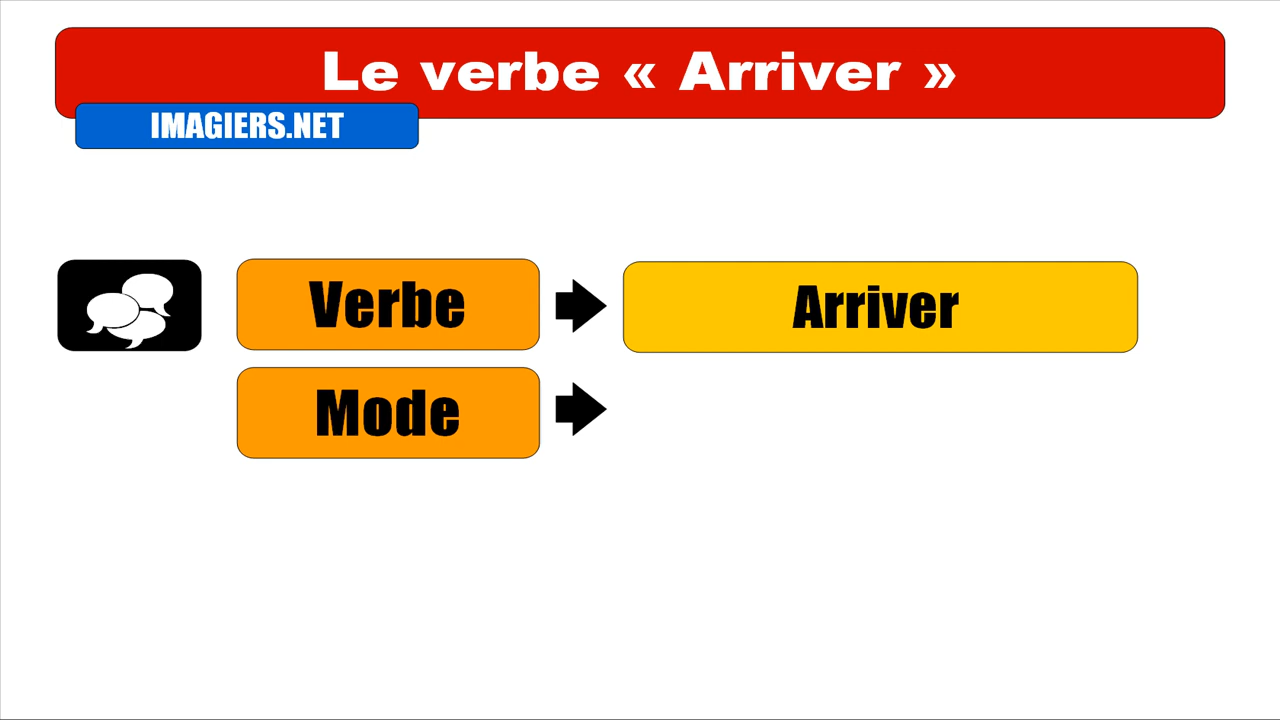 Le verbe « Arriver »
IMAGIERS.NET
Verbe
Arriver
Mode